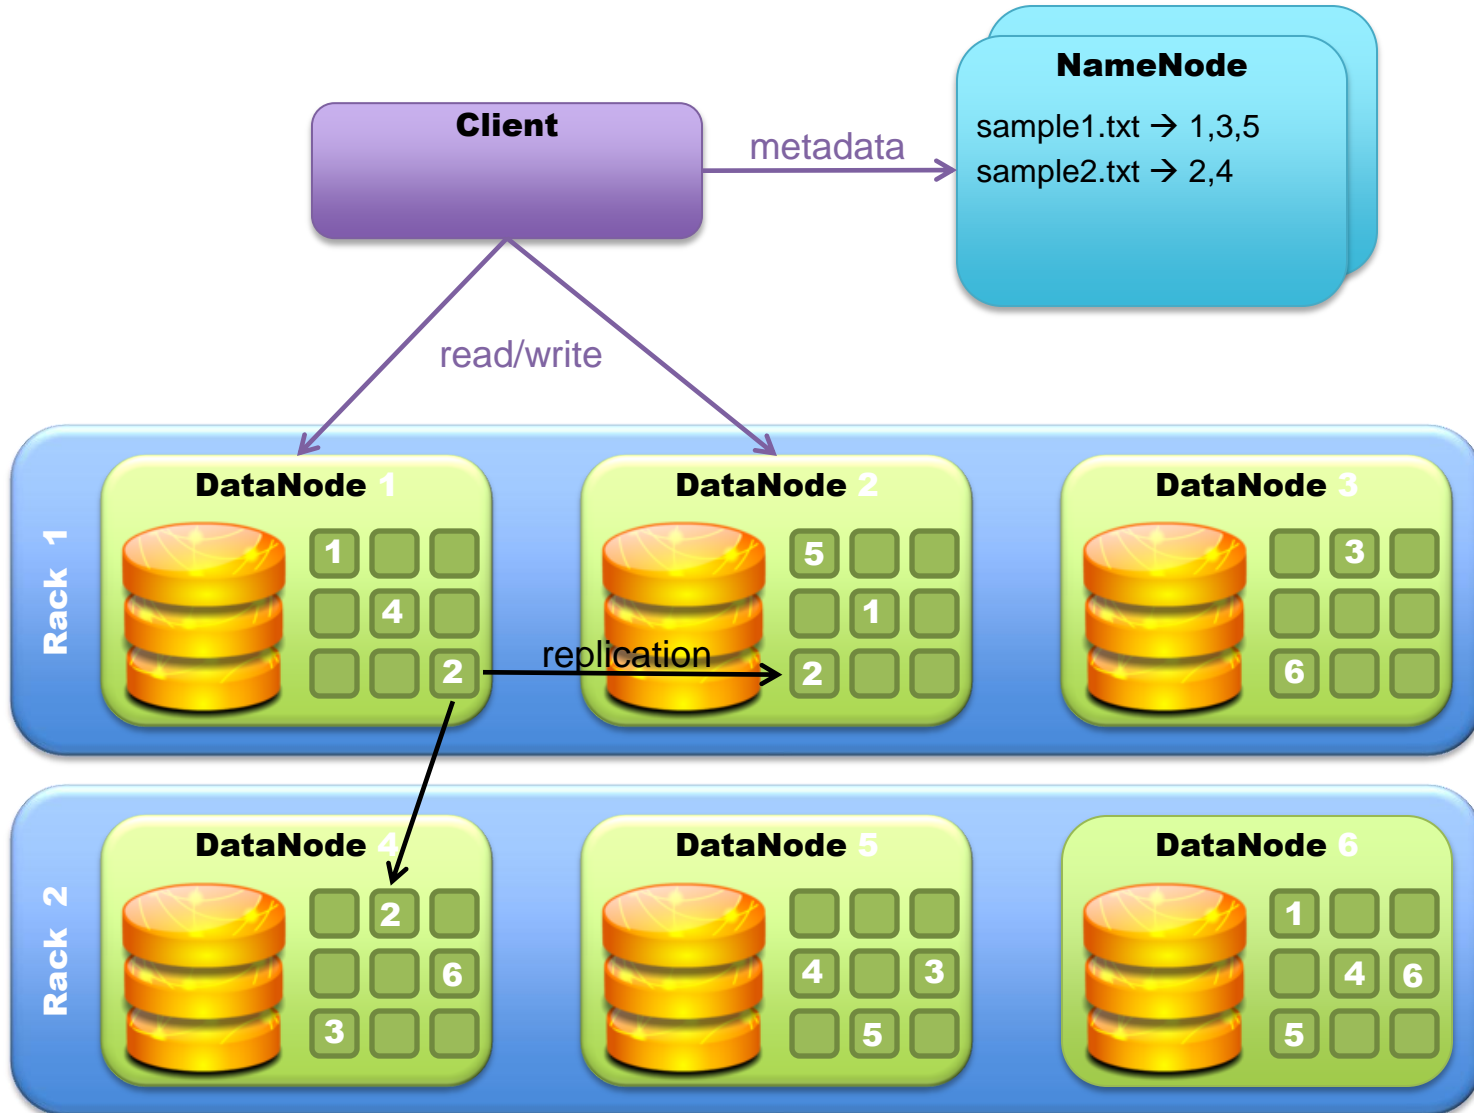 NameNode
sample1.txt → 1,3,5
sample2.txt → 2,4
Client
metadata
read/write
Rack 1
DataNode 1
1
4
2
replication
DataNode 2
5
1
2
DataNode 3
3
6
Rack 2
DataNode 4
2
6
3
DataNode 5
4 3
5
DataNode 6
1
4 6
5